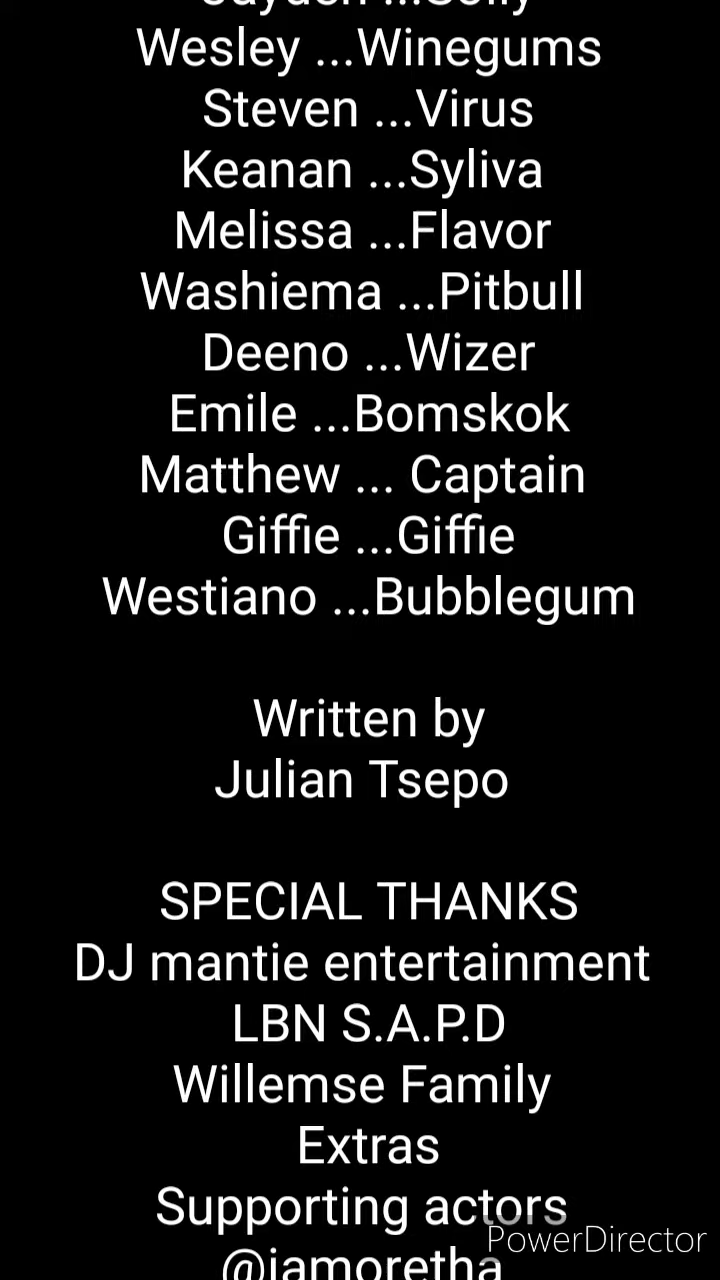 Wesley ...Winegums
Steven ...Virus
Keanan ...Syliva
Melissa ...Flavor
Washiema ...Pitbull
Deeno ...Wizer
Emile ...Bomskok
Matthew ... Captain
Giffie ...Giffie
Westiano ...Bubblegum
Written by
Julian Tsepo
SPECIAL THANKS
DJ mantie entertainment
LBN S.A.P.D
Willemse Family
Extras
Supporting actors
PowerDirector
@iamoretha